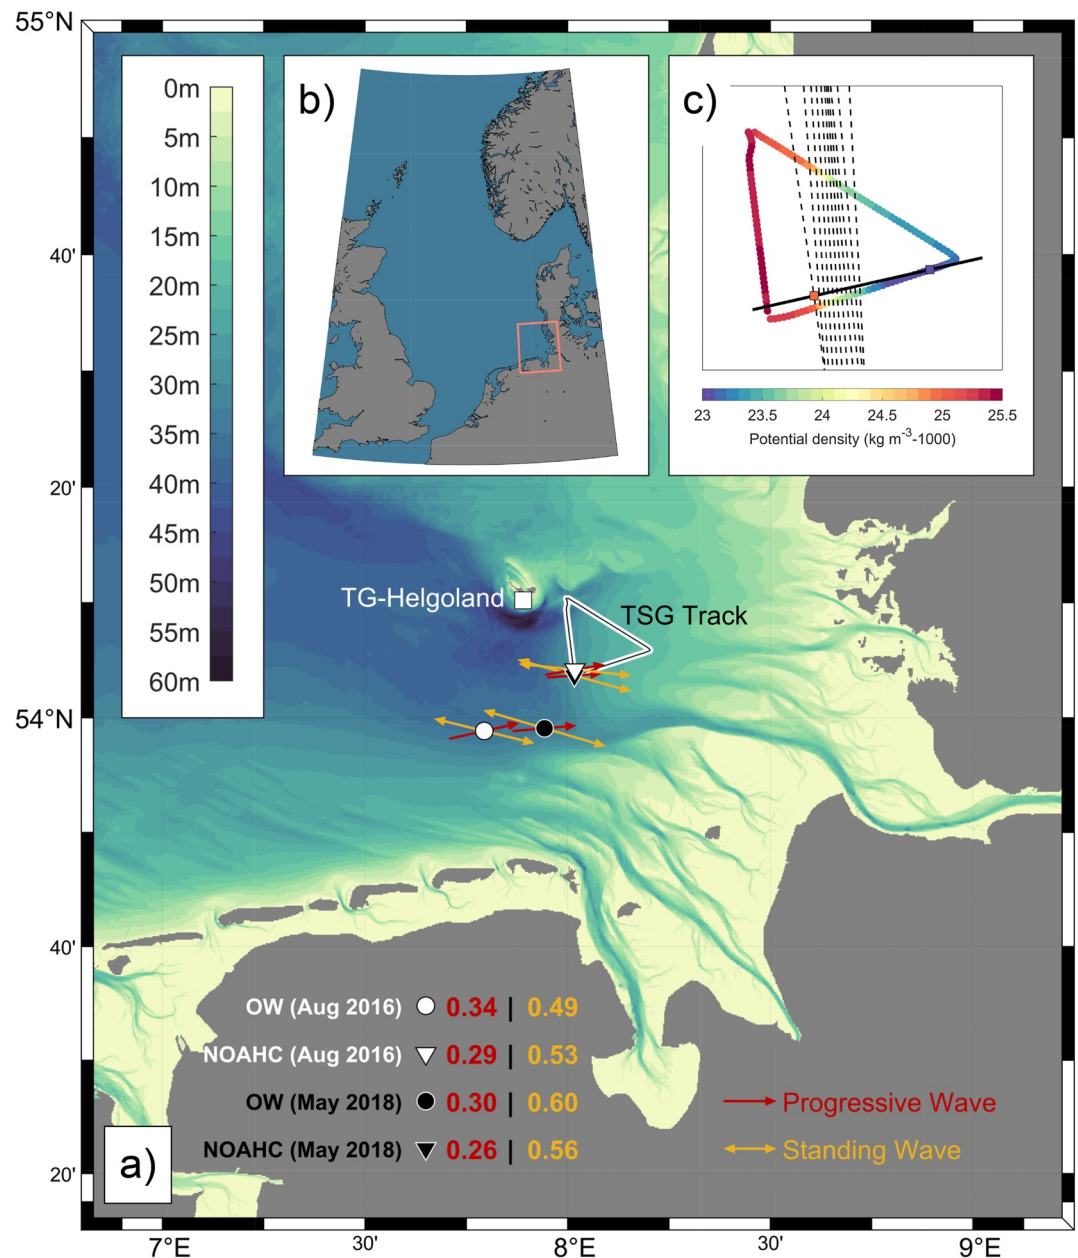 55°N
40'
20'
54°N
40'
20'
0m
5m
10m
15m
20m
25m
30m
35m
40m
45m
50m
55m
60m
b)
c)
23 23.5 24 24.5 25 25.5
Potential density (kg m-3-1000)
TG-Helgoland
TSG Track
OW (Aug 2016) 0.34 | 0.49
NOAHC (Aug 2016) 0.29 | 0.53
OW (May 2018) 0.30 | 0.60
NOAHC (May 2018) 0.26 | 0.56
Progressive Wave
Standing Wave
a)
7°E 30' 8°E 30' 9°E